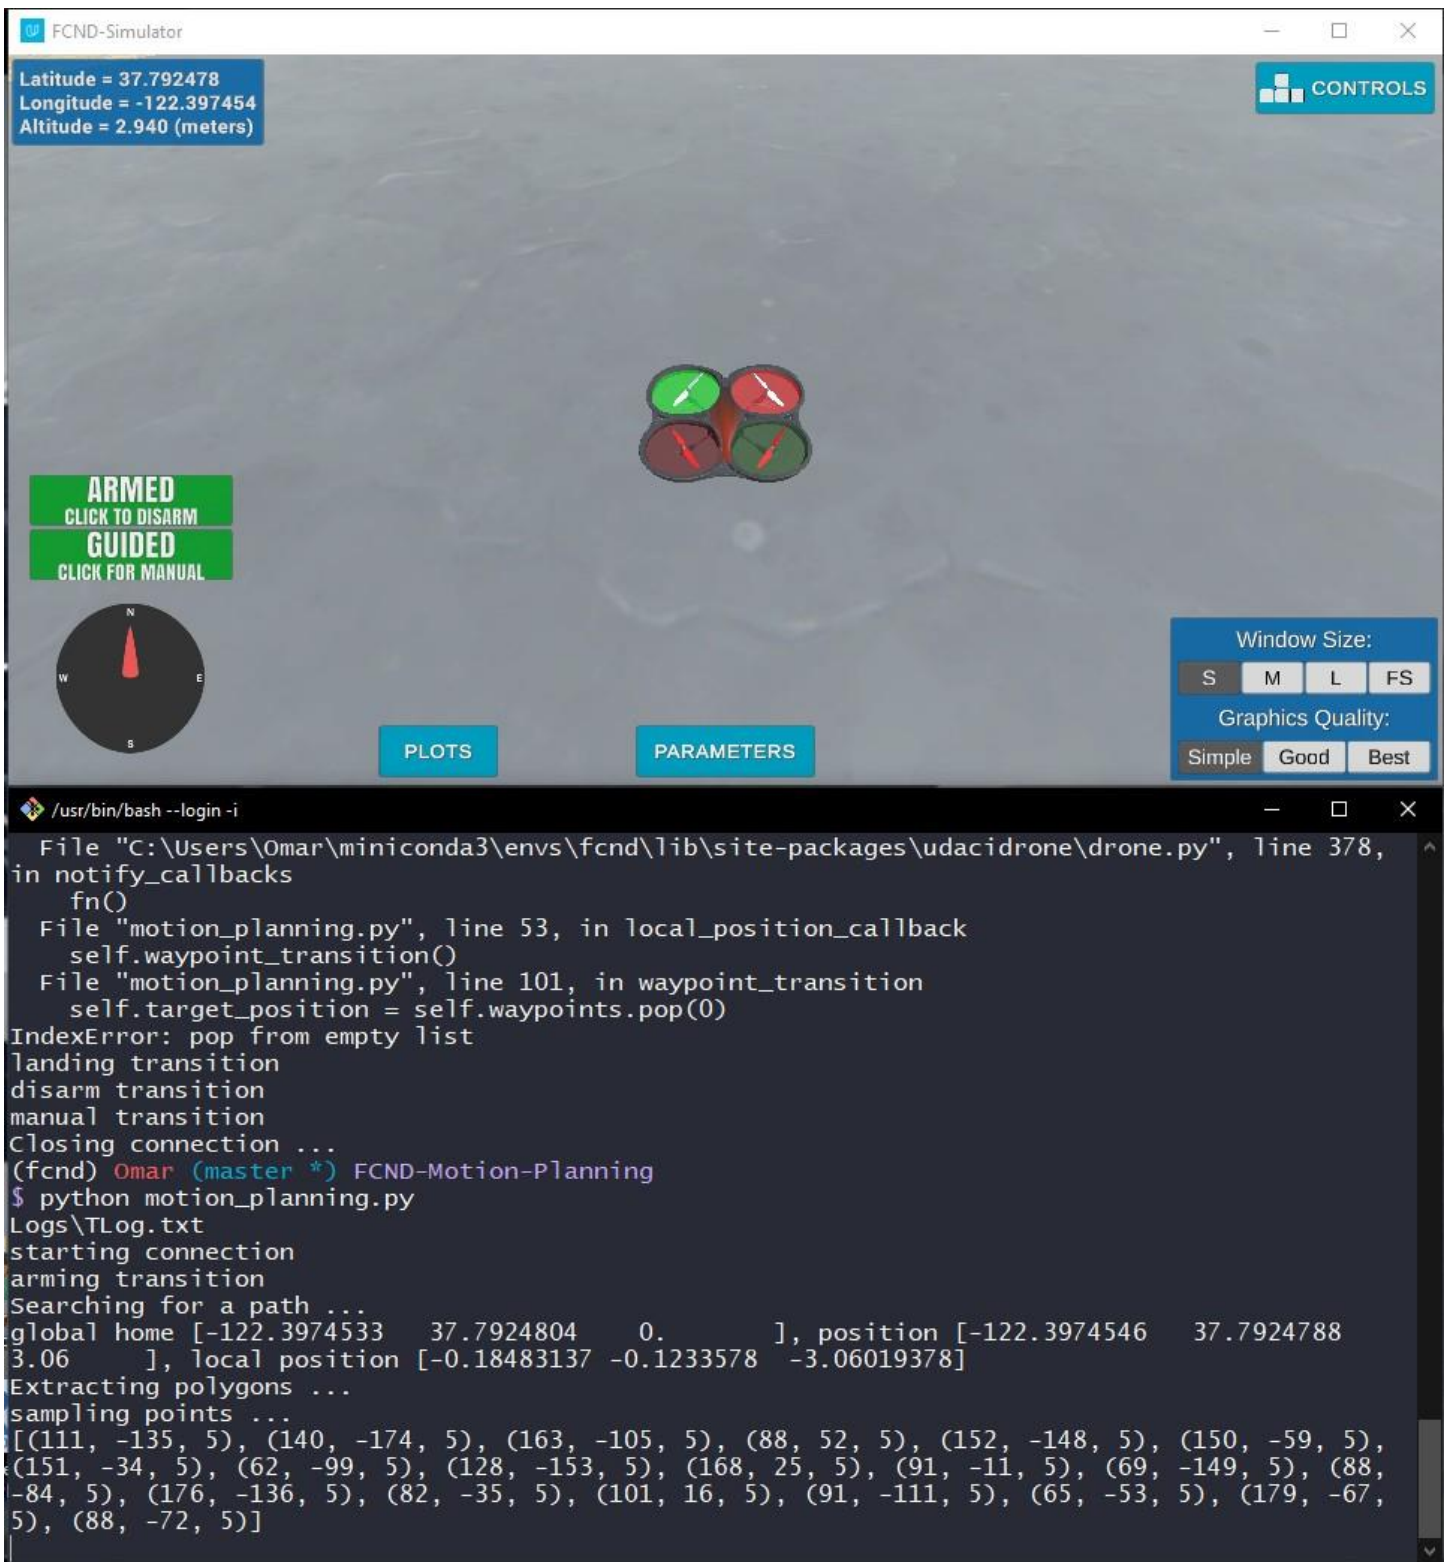 FCND-Simulator
Latitude = 37.792478
Longitude = -122.397454
Altitude = 2.940 (meters)
CONTROLS
ARMED
CLICK TO DISARM
GUIDED
CLICK FOR MANUAL
N
W
E
S
PLOTS
PARAMETERS
Window Size:
S M L FS
Graphics Quality:
Simple Good Best
/usr/bin/bash --login -i
File "C:\Users\Omar\miniconda3\envs\fcnd\lib\site-packages\udacidrone\drone.py", line 378,
in notify_callbacks
fn()
File "motion_planning.py", line 53, in local_position_callback
self.waypoint_transition()
File "motion_planning.py", line 101, in waypoint_transition
self.target_position = self.waypoints.pop(0)
IndexError: pop from empty list
landing transition
disarm transition
manual transition
Closing connection ...
(fcnd) Omar (master *) FCND-Motion-Planning
$ python motion_planning.py
Logs\TLog.txt
starting connection
arming transition
Searching for a path ...
global home [-122.3974533   37.7924804    0.        ], position [-122.3974546   37.7924788
3.06      ], local position [-0.18483137 -0.1233578  -3.06019378]
Extracting polygons ...
sampling points ...
[(111, -135, 5), (140, -174, 5), (163, -105, 5), (88, 52, 5), (152, -148, 5), (150, -59, 5),
(151, -34, 5), (62, -99, 5), (128, -153, 5), (168, 25, 5), (91, -11, 5), (69, -149, 5), (88,
-84, 5), (176, -136, 5), (82, -35, 5), (101, 16, 5), (91, -111, 5), (65, -53, 5), (179, -67,
5), (88, -72, 5)]